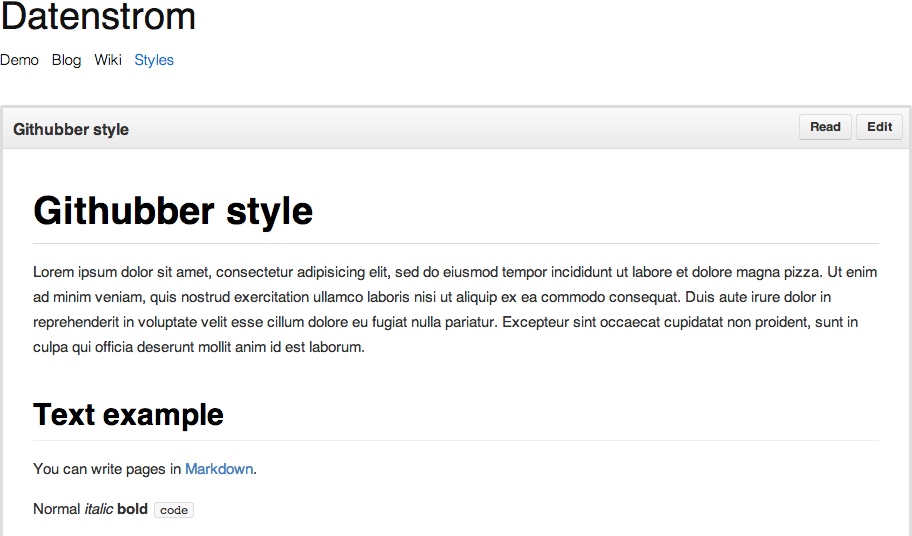 Datenstrom
Demo Blog Wiki Styles
Githubber style Read Edit
Githubber style
Lorem ipsum dolor sit amet, consectetur adipisicing elit, sed do eiusmod tempor incididunt ut labore et dolore magna pizza. Ut enim
ad minim veniam, quis nostrud exercitation ullamco laboris nisi ut aliquip ex ea commodo consequat. Duis aute irure dolor in
reprehenderit in voluptate velit esse cillum dolore eu fugiat nulla pariatur. Excepteur sint occaecat cupidatat non proident, sunt in
culpa qui officia deserunt mollit anim id est laborum.
Text example
You can write pages in Markdown.
Normal italic bold code